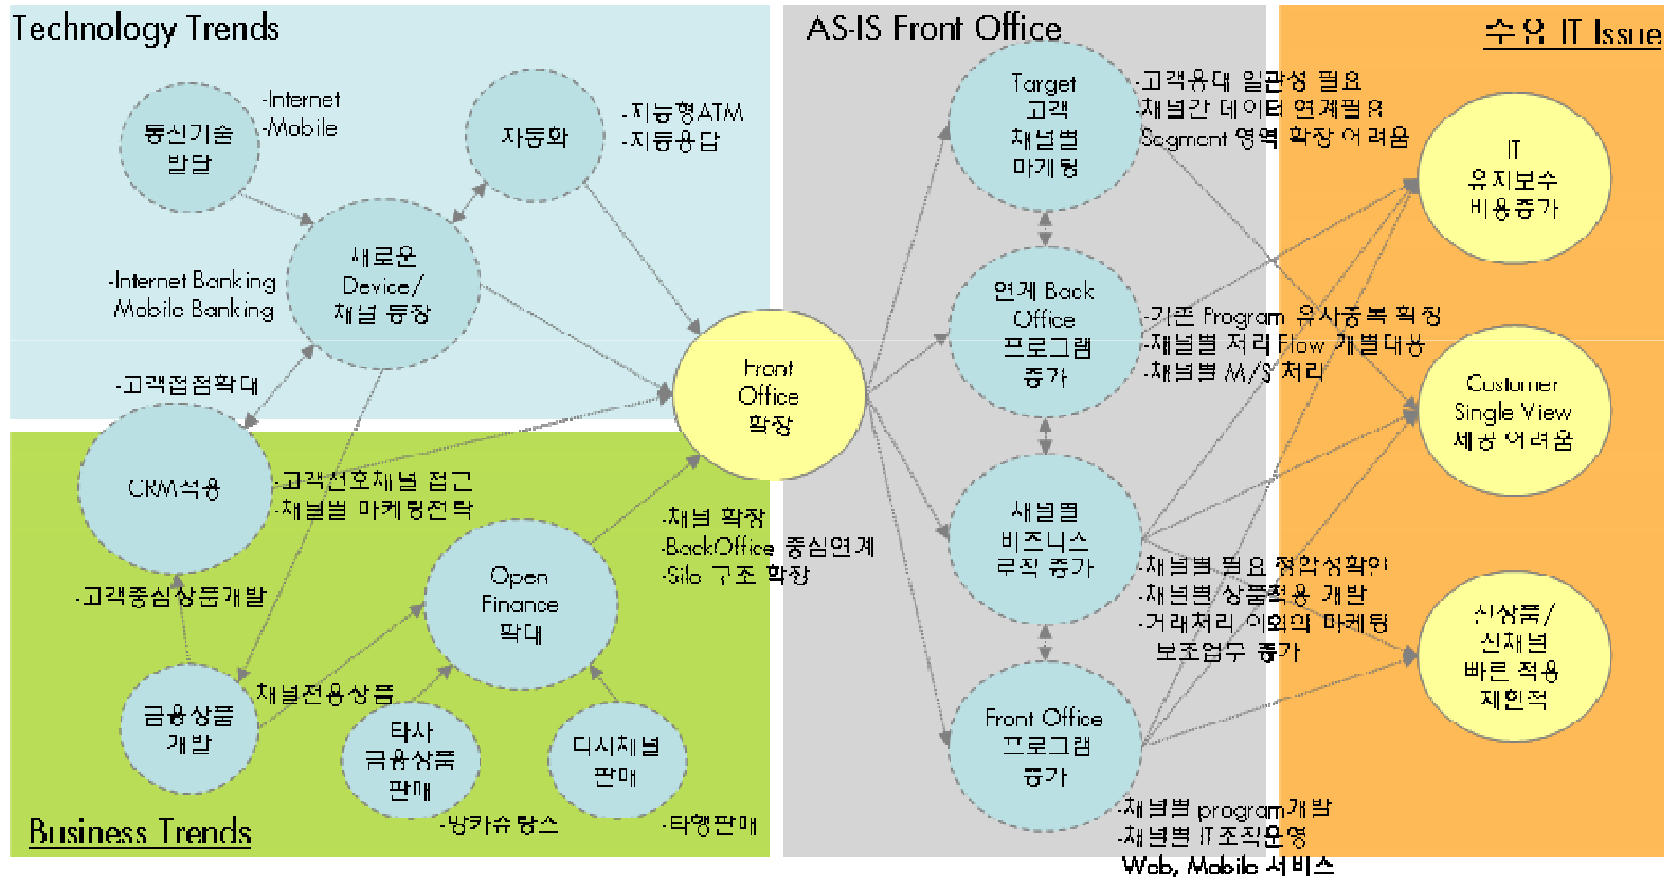 Technology Trends
통신기술
발달
-Internet
-Mobile
자동화
-지능형ATM
-자동응답
새로운
Device/
채널 등장
-Internet Banking
Mobile Banking
-고객접점확대
CRM적용
-고객선호채널 접근
-채널별 마케팅전략
-고객중심상품개발
금융상품
개발
채널전용상품
Open
Finance
확대
타사
금융상품
판매
-방카슈랑스
타사채널
판매
-타행판매
Business Trends
Front
Office
확장
-채널 확장
-BackOffice 중심연계
-Silo 구조 확장
AS-IS Front Office
Target
고객
채널별
마케팅
-고객응대 일관성 필요
-채널간 데이터 연계필요
Segment 영역 확장 어려움
연계 Back
Office
프로그램
증가
-기존 Program 유사중복 확장
-채널별 처리 Flow 개별대응
-채널별 M/S 처리
채널별
비즈니스
로직 증가
-채널별 필요 정합성확인
-채널별 상품적용 개발
-거래처리 이외의 마케팅
보조업무 증가
Front Office
프로그램
증가
-채널별 program개발
-채널별 IT조직운영
Web, Mobile 서비스
주요 IT Issue
IT
유지보수
비용증가
Customer
Single View
제공 어려움
신상품/
신채널
빠른 적용
제한적